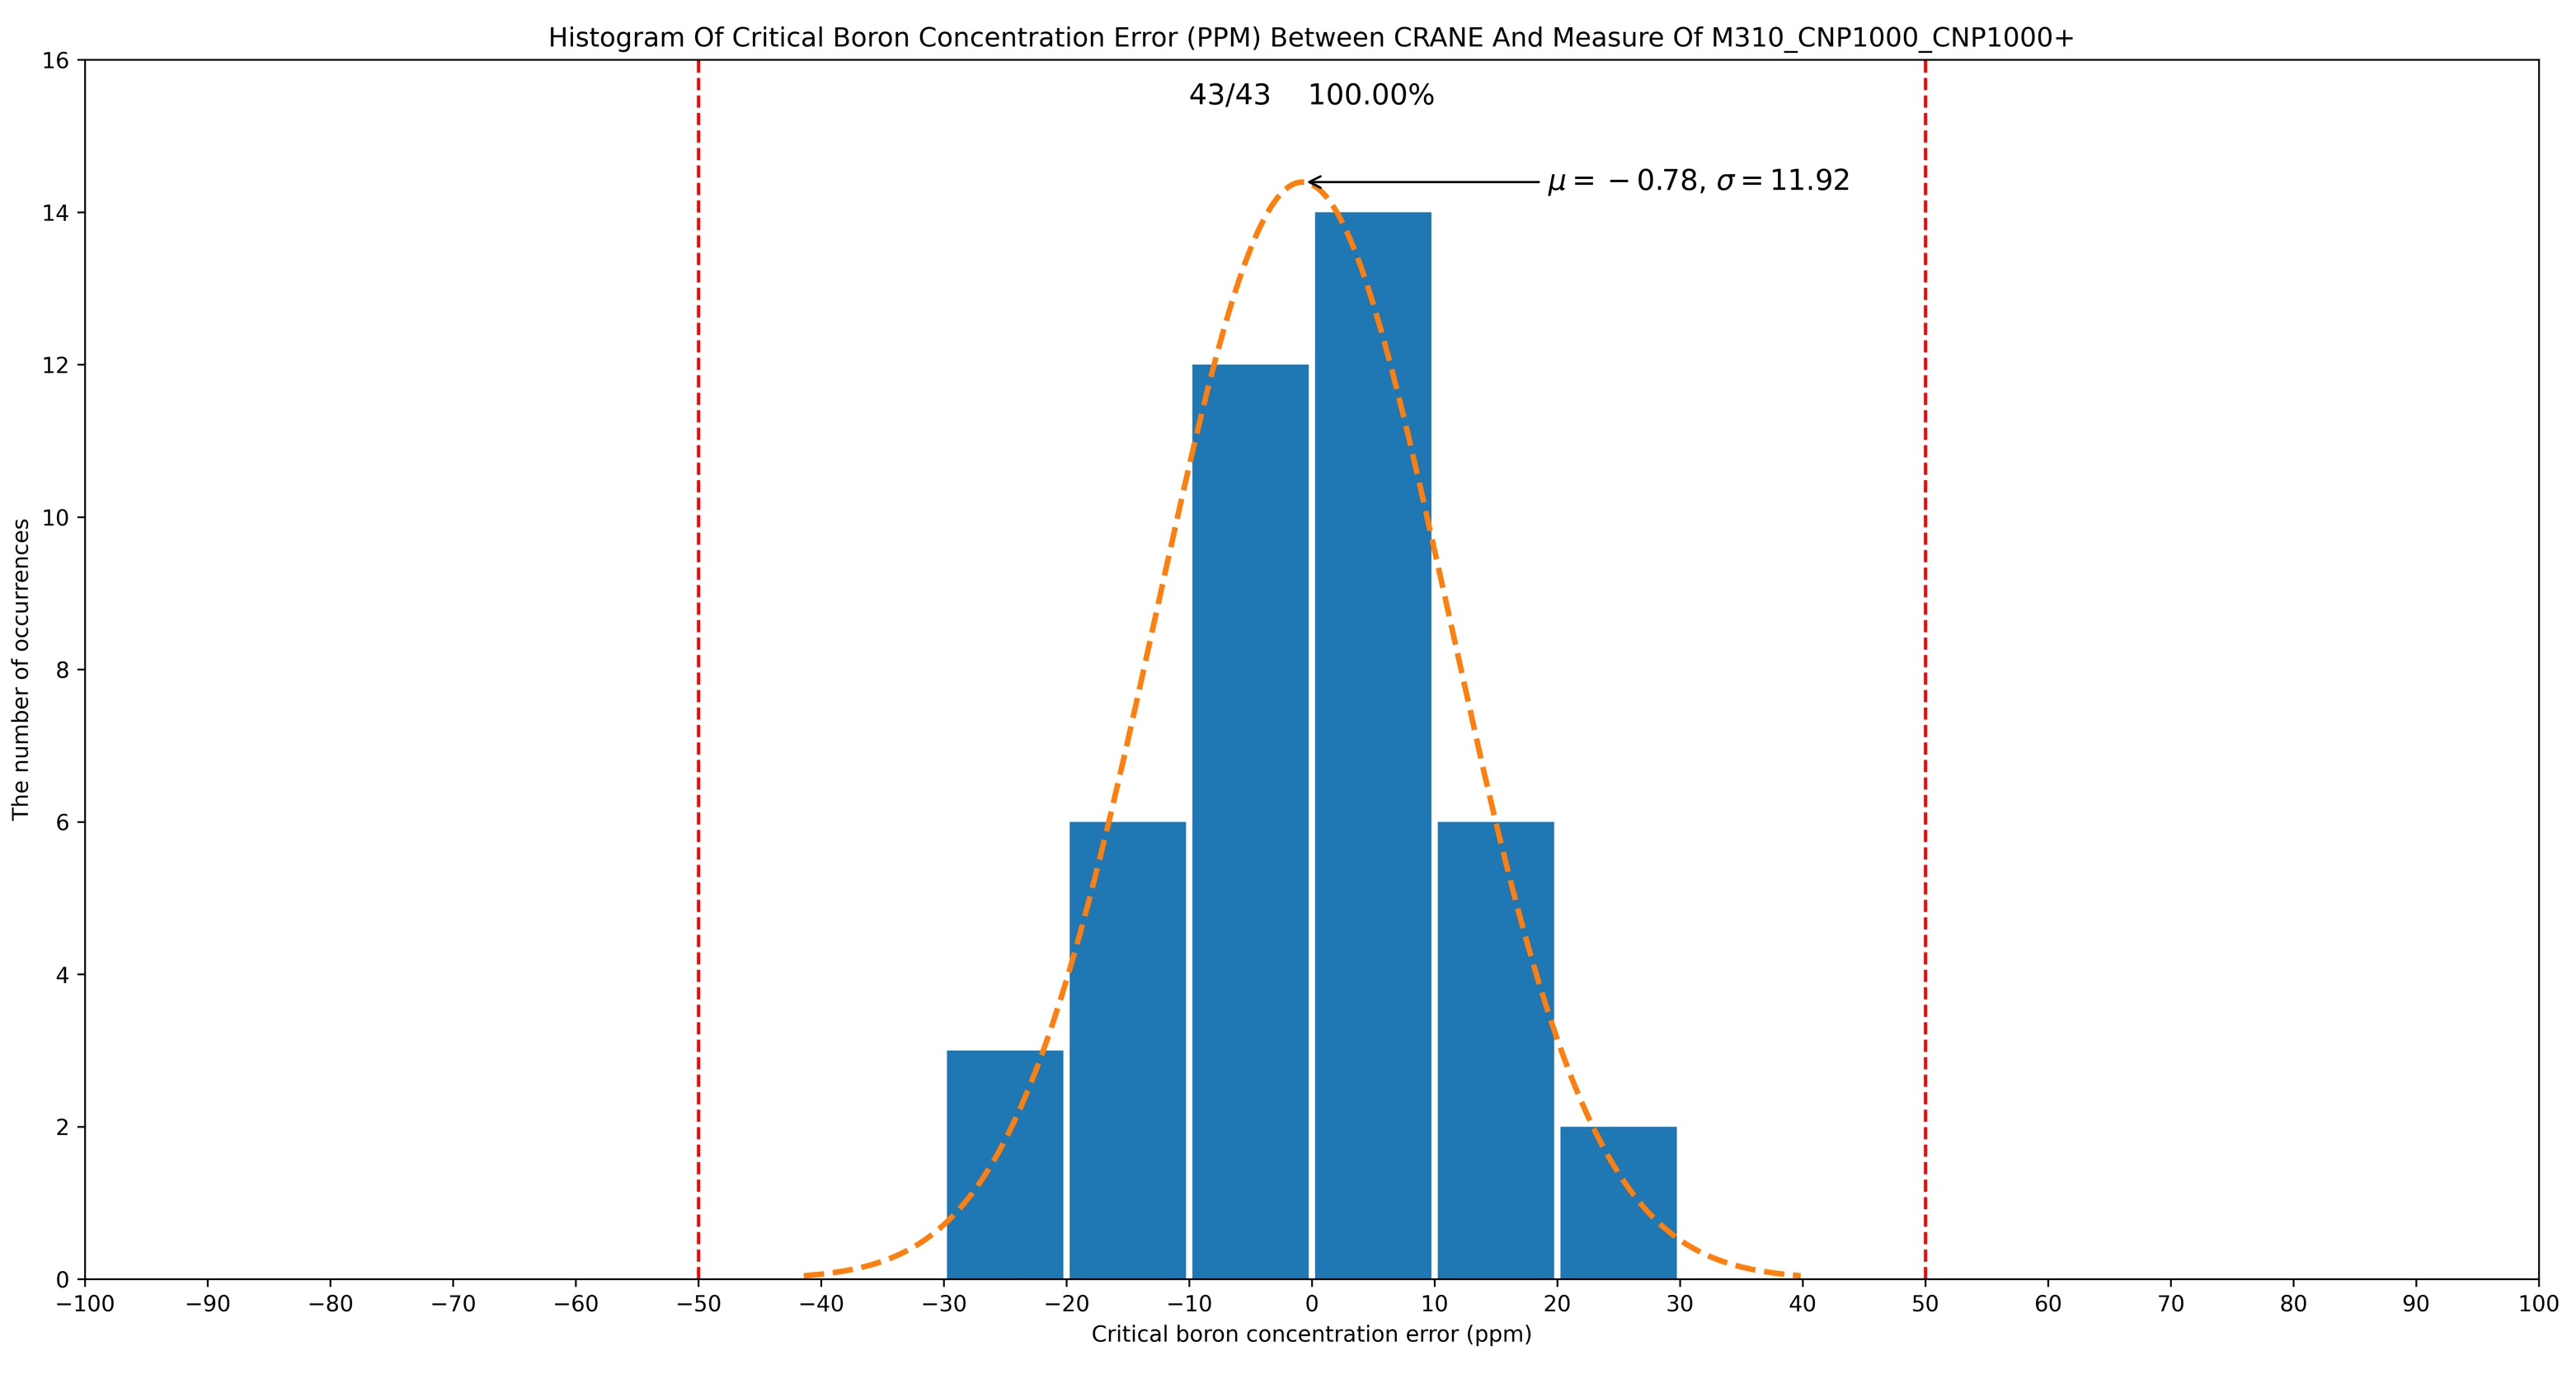 Histogram Of Critical Boron Concentration Error (PPM) Between CRANE And Measure Of M310_CNP1000_CNP1000+
43/43 100.00%
μ = −0.78, σ = 11.92
The number of occurrences
16
14
12
10
8
6
4
2
0
−100 −90 −80 −70 −60 −50 −40 −30 −20 −10 0 10 20 30 40 50 60 70 80 90 100
Critical boron concentration error (ppm)